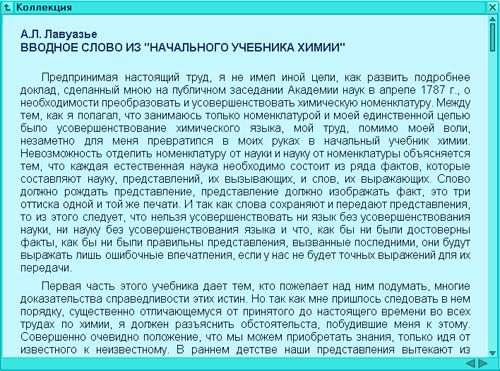 Коллекция
А.Л. Лавуазье
ВВОДНОЕ СЛОВО ИЗ "НАЧАЛЬНОГО УЧЕБНИКА ХИМИИ"
Предпринимая настоящий труд, я не имел иной цели, как развить подробнее
доклад, сделанный мною на публичном заседании Академии наук в апреле 1787 г., о
необходимости преобразовать и усовершенствовать химическую номенклатуру. Между
тем, как я полагал, что занимаюсь только номенклатурой и моей единственной целью
было усовершенствование химического языка, мой труд, помимо моей воли,
незаметно для меня превратился в моих руках в начальный учебник химии.
Невозможность отделить номенклатуру от науки и науку от номенклатуры объясняется
тем, что каждая естественная наука необходимо состоит из ряда фактов, которые
составляют науку, представлений, их вызывающих, и слов, их выражающих. Слово
должно рождать представление, представление должно изображать факт, это три
оттиска одной и той же печати. И так как слова сохраняют и передают представления,
то из этого следует, что нельзя усовершенствовать ни язык без усовершенствования
науки, ни науку без усовершенствования языка и что, как бы ни были достоверны
факты, как бы ни были правильны представления, вызванные последними, они будут
выражать лишь ошибочные впечатления, если у нас не будет точных выражений для их
передачи.
Первая часть этого учебника дает тем, кто пожелает над ним подумать, многие
доказательства справедливости этих истин. Но так как мне пришлось следовать в нем
порядку, существенно отличающемуся от принятого до настоящего времени во всех
трудах по химии, я должен разъяснить обстоятельства, побудившие меня к этому.
Совершенно очевидно положение, что мы можем приобретать знания, только идя от
известного к неизвестному. В раннем детстве наши представления вытекают из